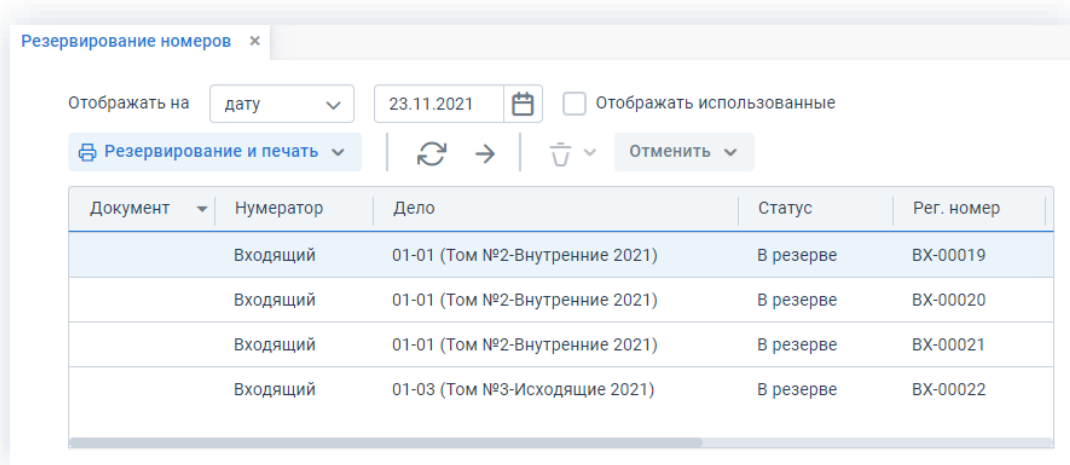 Резервирование номеров ×
Отображать на дату 23.11.2021 Отображать использованные
Резервирование и печать Отменить
Документ Нумератор Дело Статус Рег. номер
Входящий 01-01 (Том №2-Внутренние 2021) В резерве ВХ-00019
Входящий 01-01 (Том №2-Внутренние 2021) В резерве ВХ-00020
Входящий 01-01 (Том №2-Внутренние 2021) В резерве ВХ-00021
Входящий 01-03 (Том №3-Исходящие 2021) В резерве ВХ-00022